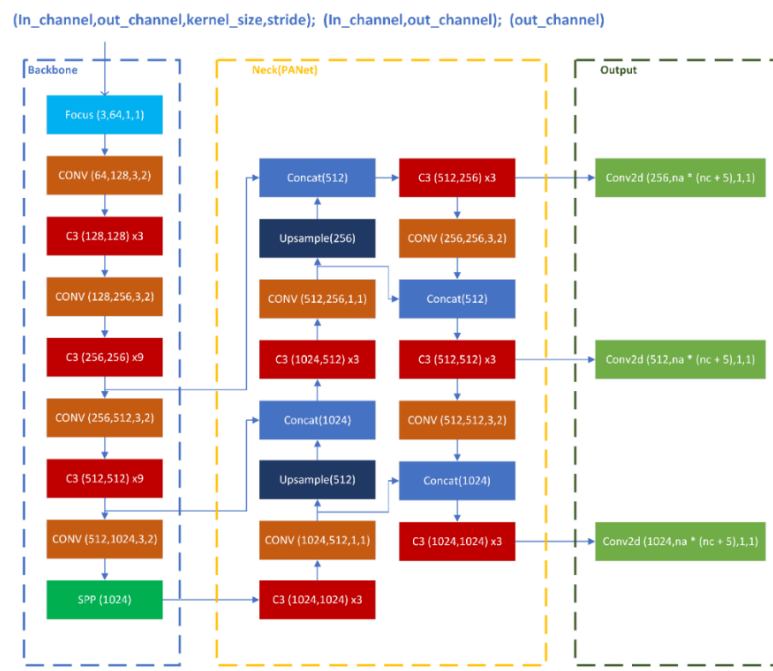 (In_channel,out_channel,kernel_size,stride); (In_channel,out_channel); (out_channel)
Backbone
Focus (3,64,1,1)
CONV (64,128,3,2)
C3 (128,128) x3
CONV (128,256,3,2)
C3 (256,256) x9
CONV (256,512,3,2)
C3 (512,512) x9
CONV (512,1024,3,2)
SPP (1024)
Neck(PANet)
Concat(512)
Upsample(256)
CONV (512,256,1,1)
C3 (1024,512) x3
Concat(1024)
Upsample(512)
CONV (1024,512,1,1)
C3 (1024,1024) x3
C3 (512,256) x3
CONV (256,256,3,2)
Concat(512)
C3 (512,512) x3
CONV (512,512,3,2)
Concat(1024)
C3 (1024,1024) x3
Output
Conv2d (256,na * (nc + 5),1,1)
Conv2d (512,na * (nc + 5),1,1)
Conv2d (1024,na * (nc + 5),1,1)